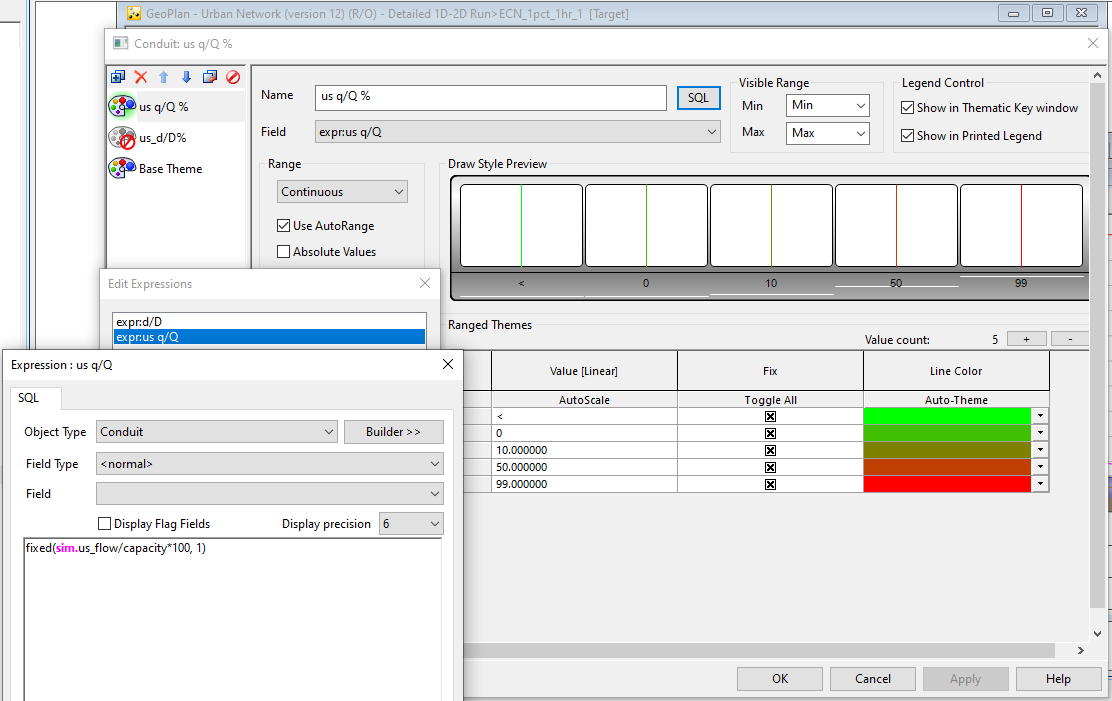 GeoPlan - Urban Network (version 12) (R/O) - Detailed 1D-2D Run>ECN_1pct_1hr_1 [Target]
Conduit: us q/Q %
us q/Q %
us_d/D%
Base Theme
Name
us q/Q %
SQL
Field
expr:us q/Q
Visible Range
Min
Min
Max
Max
Legend Control
Show in Thematic Key window
Show in Printed Legend
Range
Continuous
Use AutoRange
Absolute Values
Draw Style Preview
< 0 10 50 99
Edit Expressions
expr:d/D
expr:us q/Q
Ranged Themes
Value count: 5 + -
Value [Linear] Fix Line Color
AutoScale Toggle All Auto-Theme
<
0
10.000000
50.000000
99.000000
Expression : us q/Q
SQL
Object Type Conduit Builder >>
Field Type <normal>
Field
Display Flag Fields Display precision 6
fixed(sim.us_flow/capacity*100, 1)
OK Cancel Apply Help